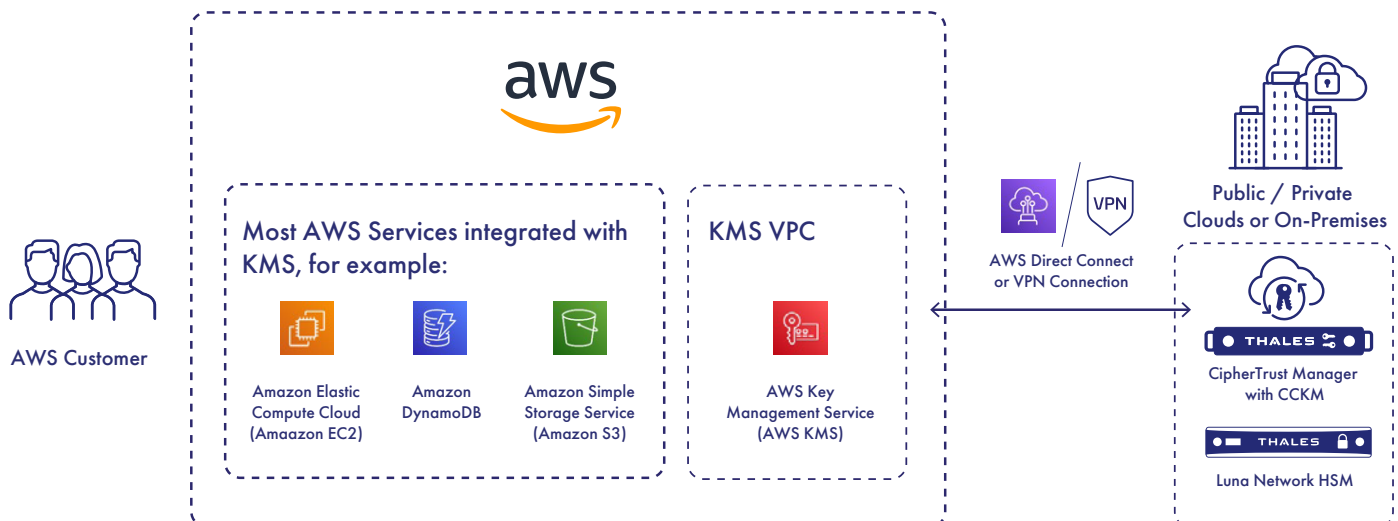 aws
Most AWS Services integrated with
KMS, for example:
KMS VPC
AWS Customer
Amazon Elastic
Compute Cloud
(Amaazon EC2)
Amazon
DynamoDB
Amazon Simple
Storage Service
(Amazon S3)
AWS Key
Management Service
(AWS KMS)
VPN
AWS Direct Connect
or VPN Connection
Public / Private
Clouds or On-Premises
THALES
CipherTrust Manager
with CCKM
THALES
Luna Network HSM